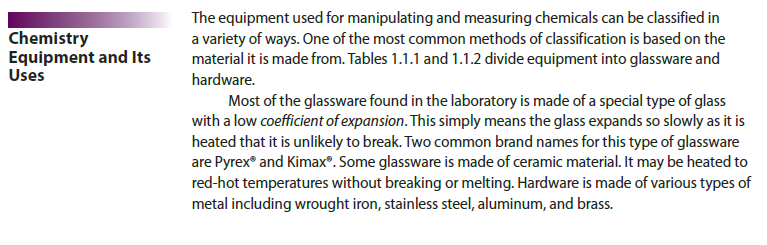 Chemistry
Equipment and Its
Uses
The equipment used for manipulating and measuring chemicals can be classified in
a variety of ways. One of the most common methods of classification is based on the
material it is made from. Tables 1.1.1 and 1.1.2 divide equipment into glassware and
hardware.
Most of the glassware found in the laboratory is made of a special type of glass
with a low coefficient of expansion. This simply means the glass expands so slowly as it is
heated that it is unlikely to break. Two common brand names for this type of glassware
are Pyrex® and Kimax®. Some glassware is made of ceramic material. It may be heated to
red-hot temperatures without breaking or melting. Hardware is made of various types of
metal including wrought iron, stainless steel, aluminum, and brass.